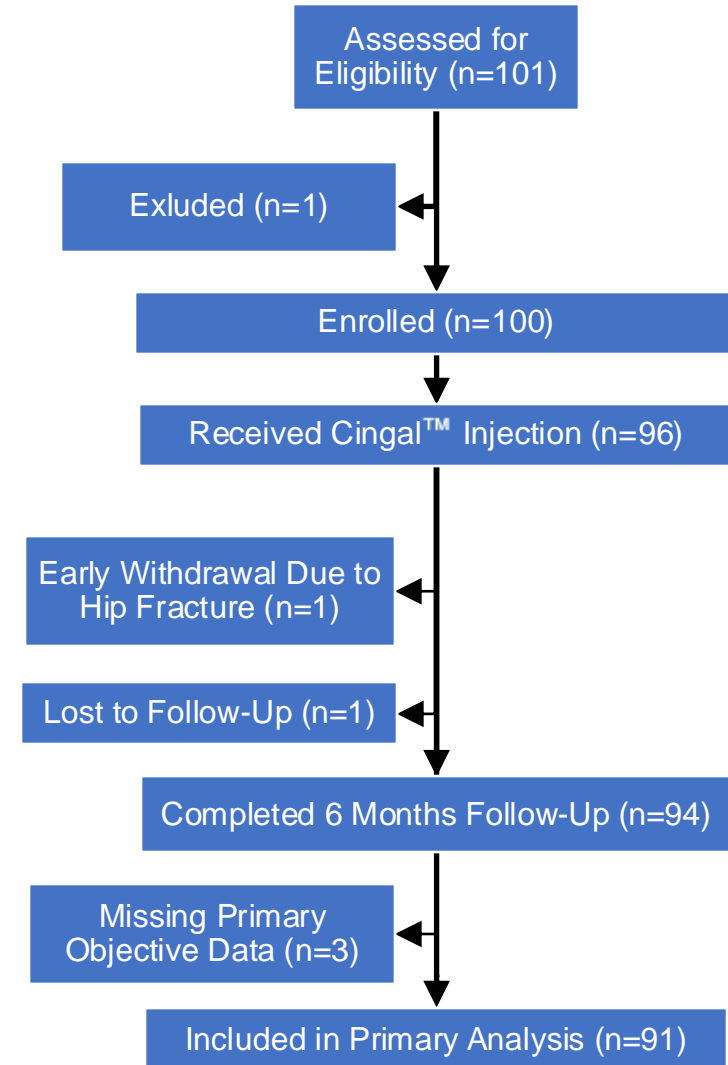 Assessed for
Eligibility (n=101)
Exluded (n=1)
Enrolled (n=100)
Received Cingal™ Injection (n=96)
Early Withdrawal Due to
Hip Fracture (n=1)
Lost to Follow-Up (n=1)
Completed 6 Months Follow-Up (n=94)
Missing Primary
Objective Data (n=3)
Included in Primary Analysis (n=91)